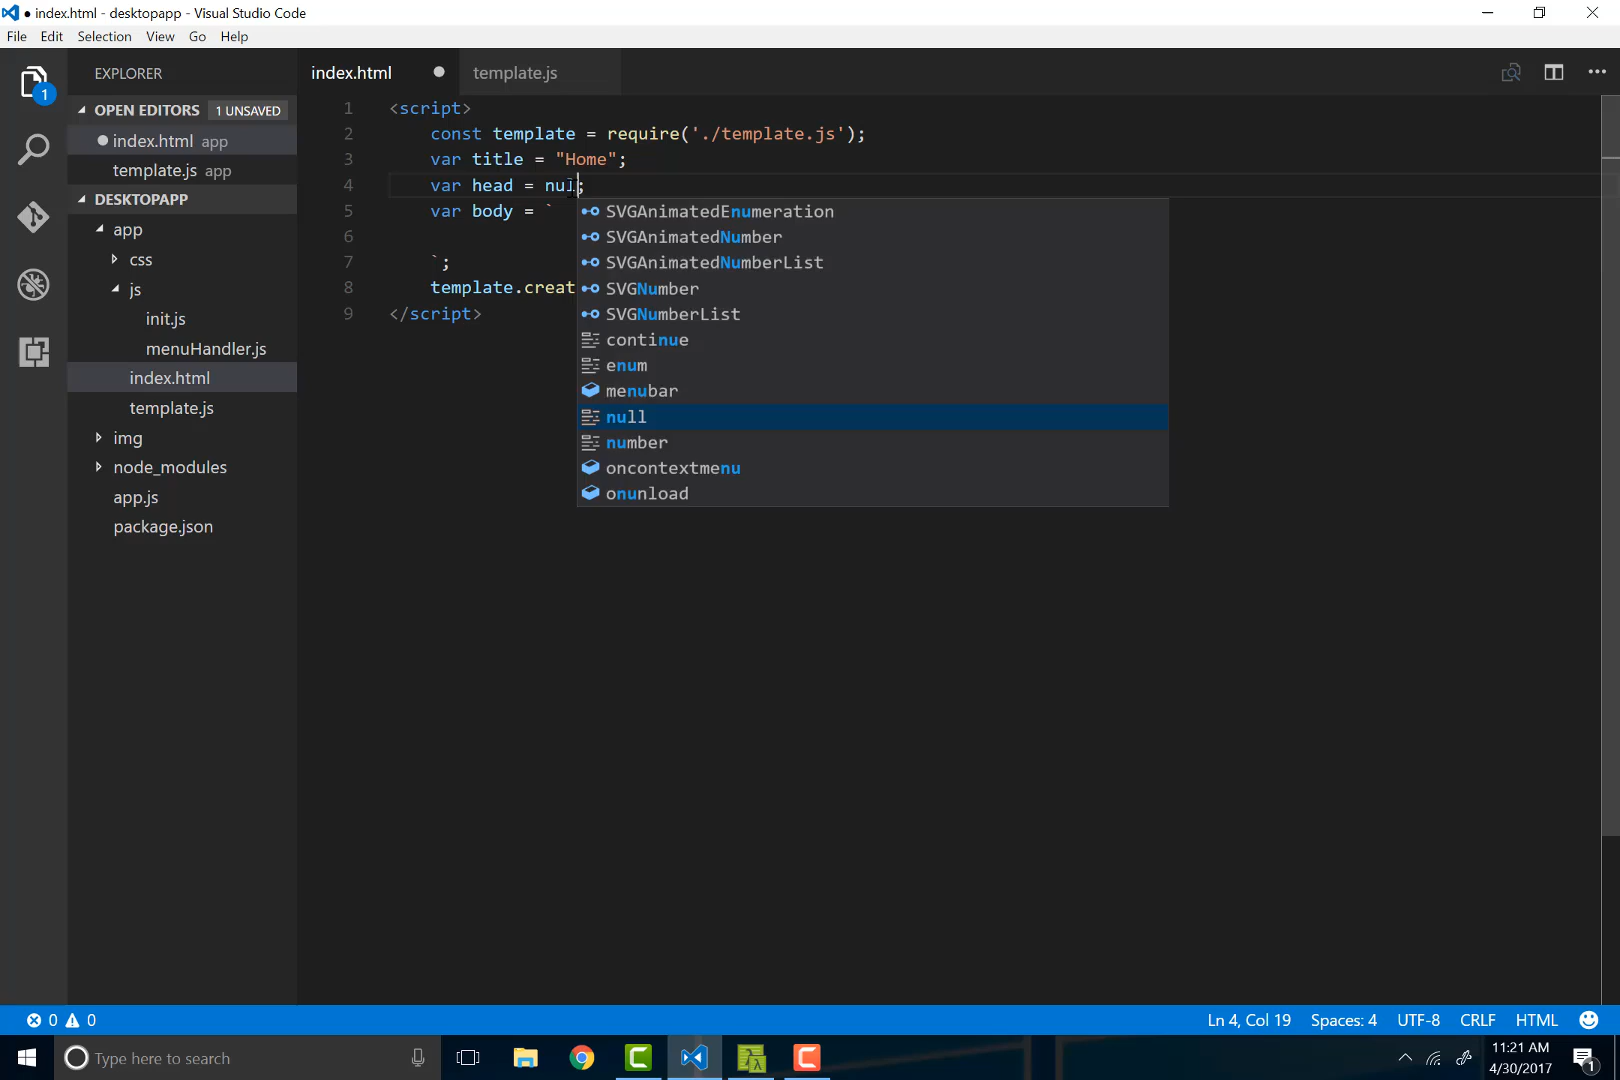 index.html - desktopapp - Visual Studio Code
File Edit Selection View Go Help
EXPLORER
OPEN EDITORS 1 UNSAVED
index.html app
template.js app
DESKTOPAPP
app
css
js
init.js
menuHandler.js
index.html
template.js
img
node_modules
app.js
package.json
1
index.html template.js
1 <script>
2 const template = require('./template.js');
3 var title = "Home";
4 var head = nul;
5 var body = `
6
7 `;
8 template.creat
9 </script>
SVGAnimatedEnumeration
SVGAnimatedNumber
SVGAnimatedNumberList
SVGNumber
SVGNumberList
continue
enum
menubar
null
number
oncontextmenu
onunload
0 0 Ln 4, Col 19 Spaces: 4 UTF-8 CRLF HTML
Type here to search
11:21 AM
4/30/2017
1